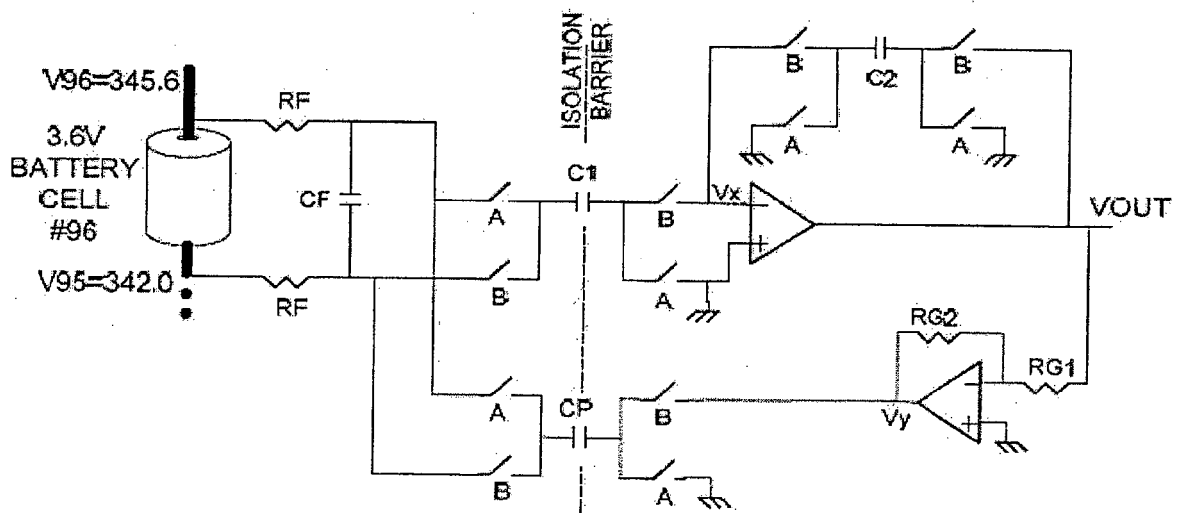 V96=345.6
3.6V
BATTERY
CELL
#96
V95=342.0
RF
RF
CF
A
B
A
B
ISOLATION
BARRIER
C1
CP
B
A
B
A
B
C2
B
A
A
Vx
VOUT
RG2
RG1
Vy